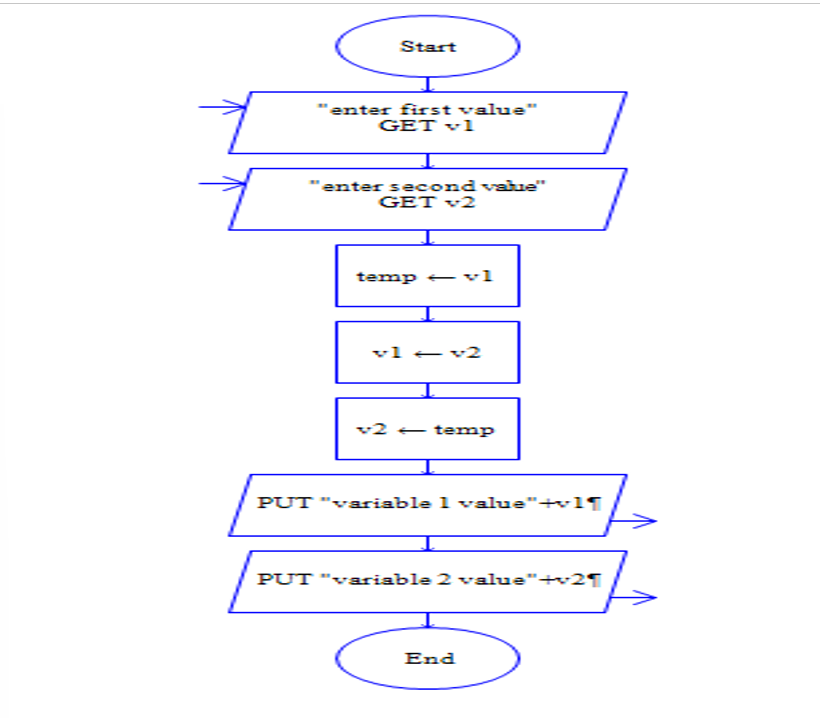 Start
"enter first value"
GET v1
"enter second value"
GET v2
temp ← v1
v1 ← v2
v2 ← temp
PUT "variable 1 value"+v1¶
PUT "variable 2 value"+v2¶
End